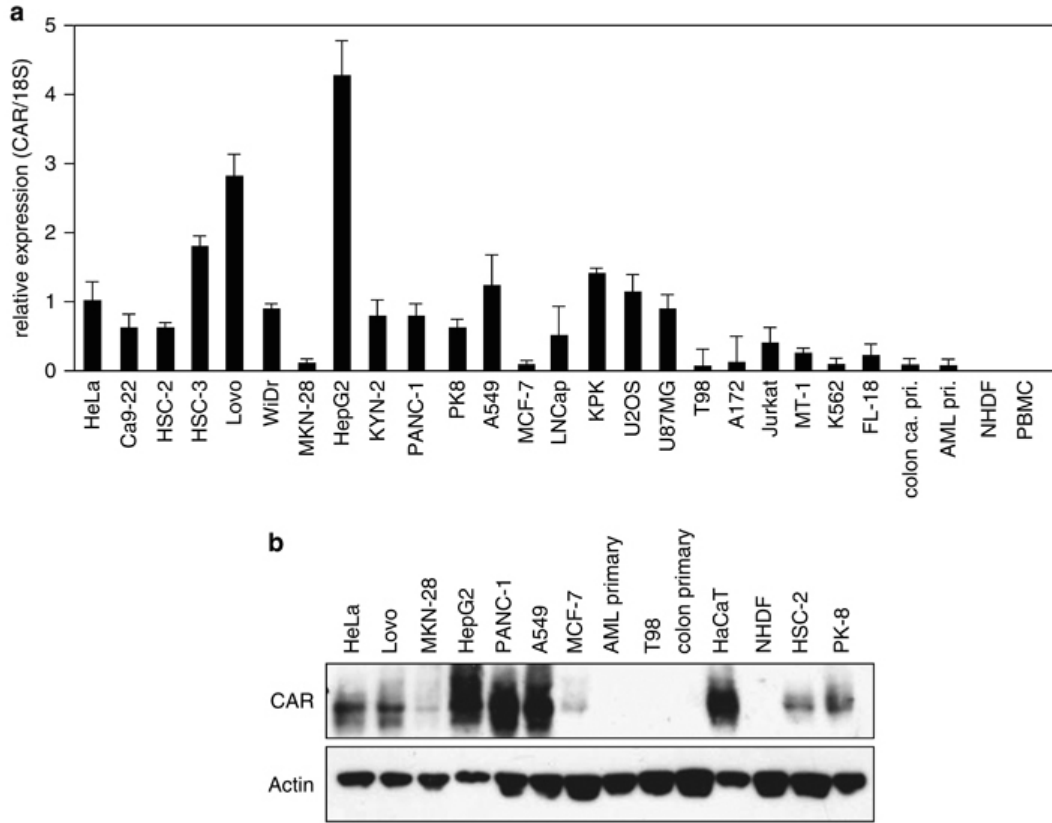 a
relative expression (CAR/18S)
5
4
3
2
1
0
HeLa
Ca9-22
HSC-2
HSC-3
Lovo
WiDr
MKN-28
HepG2
KYN-2
PANC-1
PK8
A549
MCF-7
LNCap
KPK
U2OS
U87MG
T98
A172
Jurkat
MT-1
K562
FL-18
colon ca. pri.
AML pri.
NHDF
PBMC
b
HeLa
Lovo
MKN-28
HepG2
PANC-1
A549
MCF-7
AML primary
T98
colon primary
HaCaT
NHDF
HSC-2
PK-8
CAR
Actin